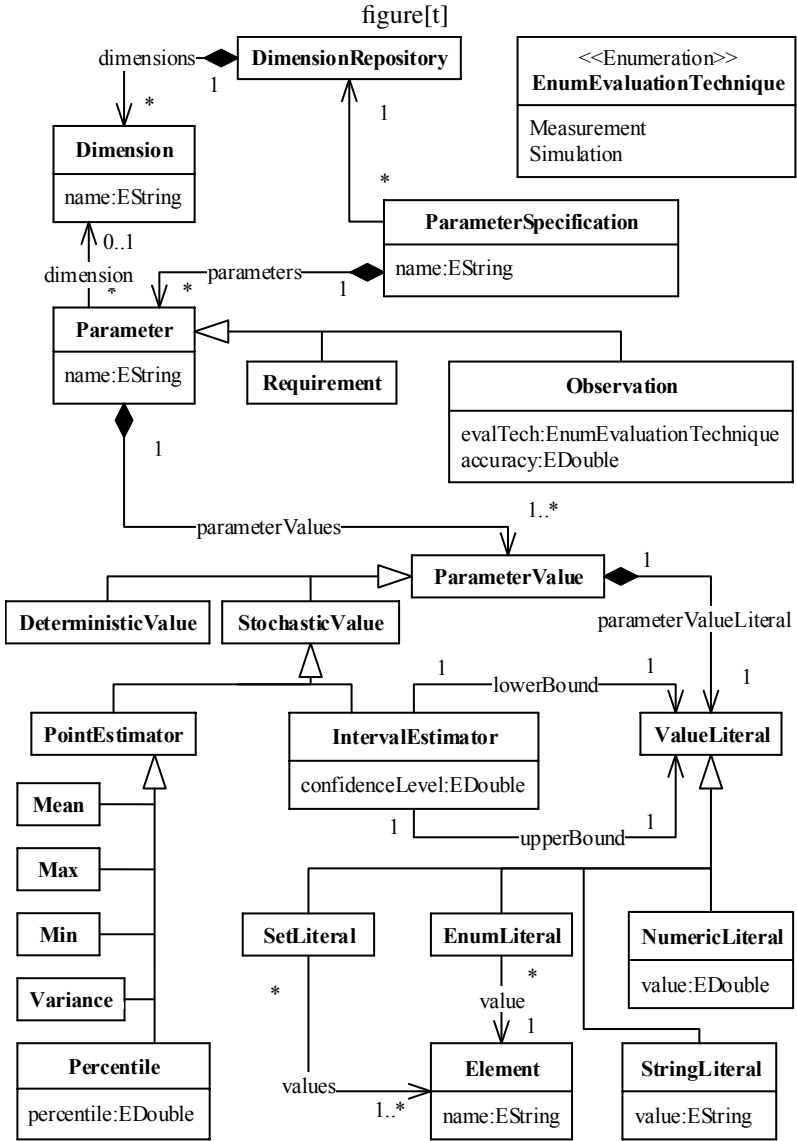 figure[t]
dimensions
1
*
DimensionRepository
<<Enumeration>>
EnumEvaluationTechnique
Measurement
Simulation
1
*
Dimension
name:EString
ParameterSpecification
name:EString
0..1
dimension
*
parameters
1
*
Parameter
name:EString
Requirement
Observation
evalTech:EnumEvaluationTechnique
accuracy:EDouble
1
1..*
parameterValues
ParameterValue
1
DeterministicValue
StochasticValue
parameterValueLiteral
1
1
lowerBound
1
PointEstimator
IntervalEstimator
confidenceLevel:EDouble
ValueLiteral
Mean
1
upperBound
1
Max
Min
SetLiteral
EnumLiteral
NumericLiteral
value:EDouble
Variance
*
*
value
1
Percentile
percentile:EDouble
values
1..*
Element
name:EString
StringLiteral
value:EString